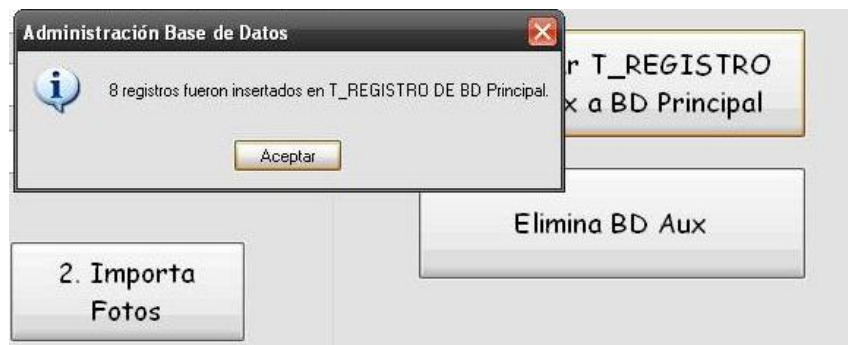 Administración Base de Datos
8 registros fueron insertados en T_REGISTRO DE BD Principal.
Aceptar
T_REGISTRO
a BD Principal
Elimina BD Aux
2. Importa
Fotos